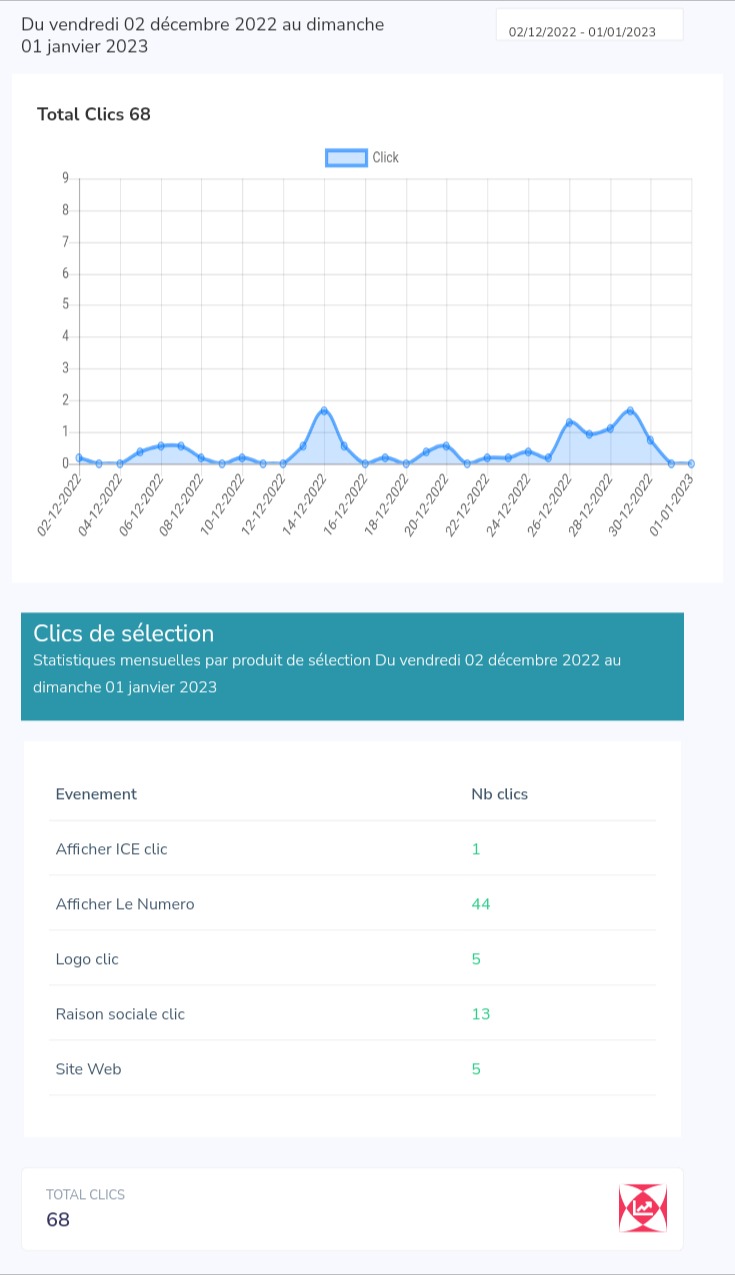 Du vendredi 02 décembre 2022 au dimanche
01 janvier 2023
02/12/2022 - 01/01/2023
Total Clics 68
Click
9
8
7
6
5
4
3
2
1
0
02-12-2022
04-12-2022
06-12-2022
08-12-2022
10-12-2022
12-12-2022
14-12-2022
16-12-2022
18-12-2022
20-12-2022
22-12-2022
24-12-2022
26-12-2022
28-12-2022
30-12-2022
01-01-2023
Clics de sélection
Statistiques mensuelles par produit de sélection Du vendredi 02 décembre 2022 au
dimanche 01 janvier 2023
Evenement Nb clics
Afficher ICE clic 1
Afficher Le Numero 44
Logo clic 5
Raison sociale clic 13
Site Web 5
TOTAL CLICS
68